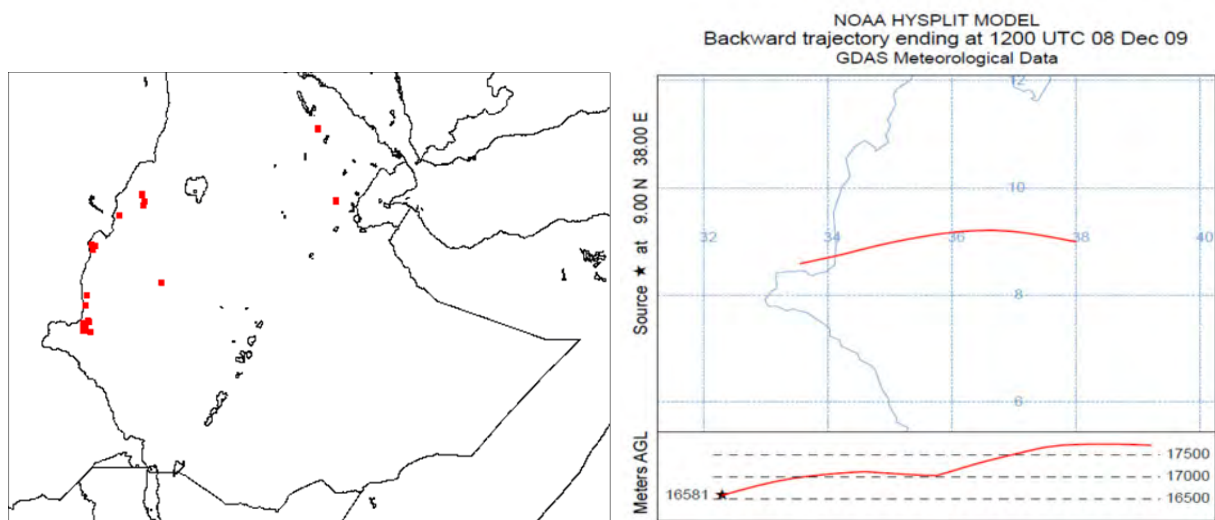 NOAA HYSPLIT MODEL
Backward trajectory ending at 1200 UTC 08 Dec 09
GDAS Meteorological Data
Source ★ at 9.00 N 38.00 E
12
10
32
34
36
38
40
8
6
Meters AGL
16581
17500
17000
16500